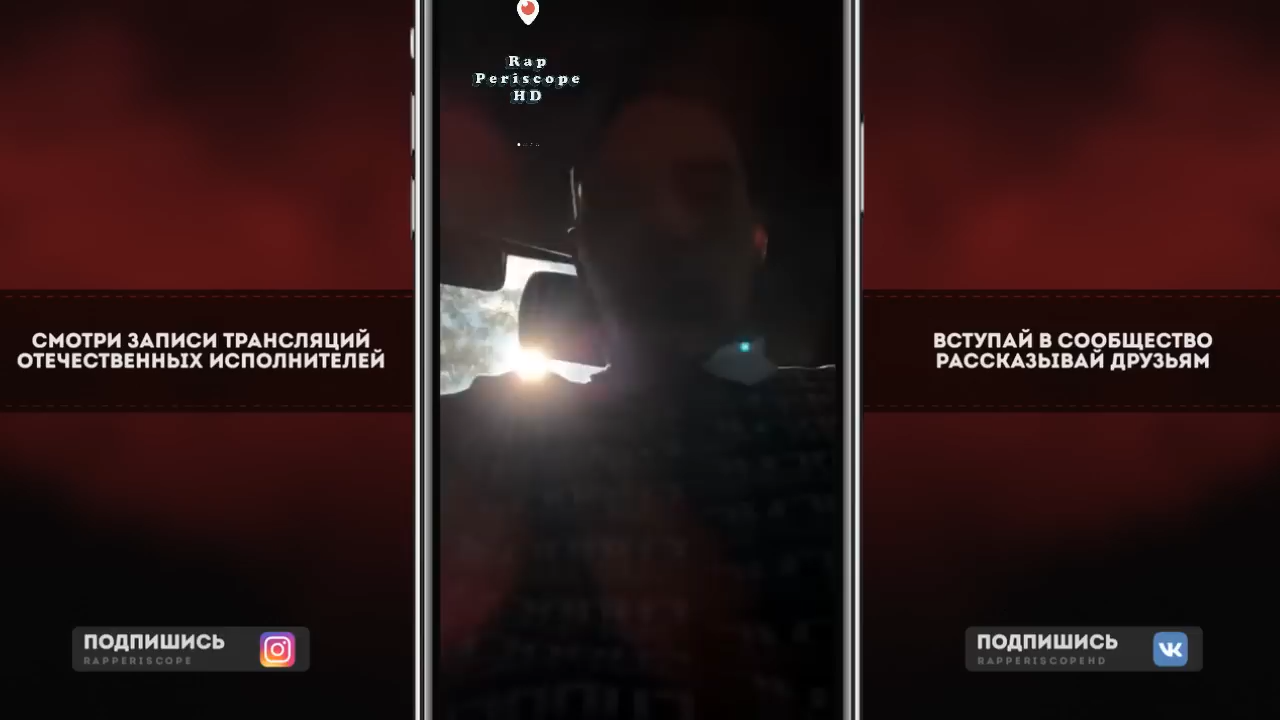 Rap
Periscope
HD
СМОТРИ ЗАПИСИ ТРАНСЛЯЦИЙ
ОТЕЧЕСТВЕННЫХ ИСПОЛНИТЕЛЕЙ
ВСТУПАЙ В СООБЩЕСТВО
РАССКАЗЫВАЙ ДРУЗЬЯМ
ПОДПИШИСЬ
RAPPERISCOPE
ПОДПИШИСЬ
RAPPERISCOPEHD